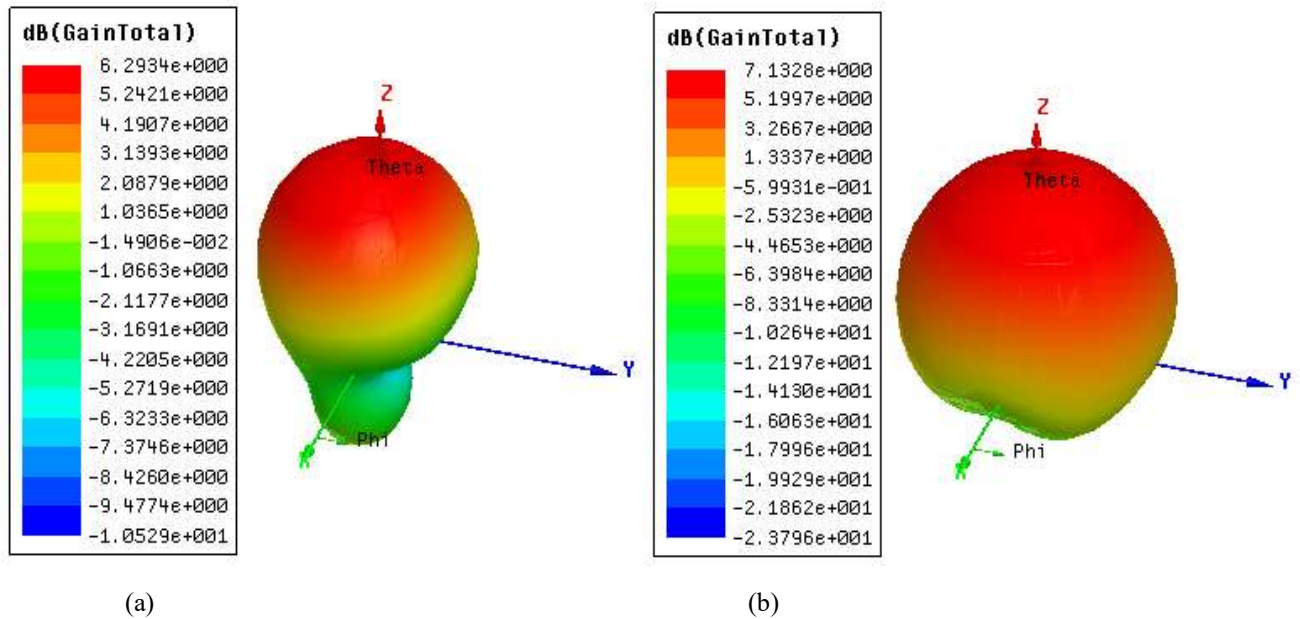 dB(GainTotal)
6.2934e+000
5.2421e+000
4.1907e+000
3.1393e+000
2.0879e+000
1.0365e+000
-1.4906e-002
-1.0663e+000
-2.1177e+000
-3.1691e+000
-4.2205e+000
-5.2719e+000
-6.3233e+000
-7.3746e+000
-8.4260e+000
-9.4774e+000
-1.0529e+001
Z
Theta
Y
Phi
X
(a)
dB(GainTotal)
7.1328e+000
5.1997e+000
3.2667e+000
1.3337e+000
-5.9931e-001
-2.5323e+000
-4.4653e+000
-6.3984e+000
-8.3314e+000
-1.0264e+001
-1.2197e+001
-1.4130e+001
-1.6063e+001
-1.7996e+001
-1.9929e+001
-2.1862e+001
-2.3796e+001
Z
Theta
Y
Phi
X
(b)